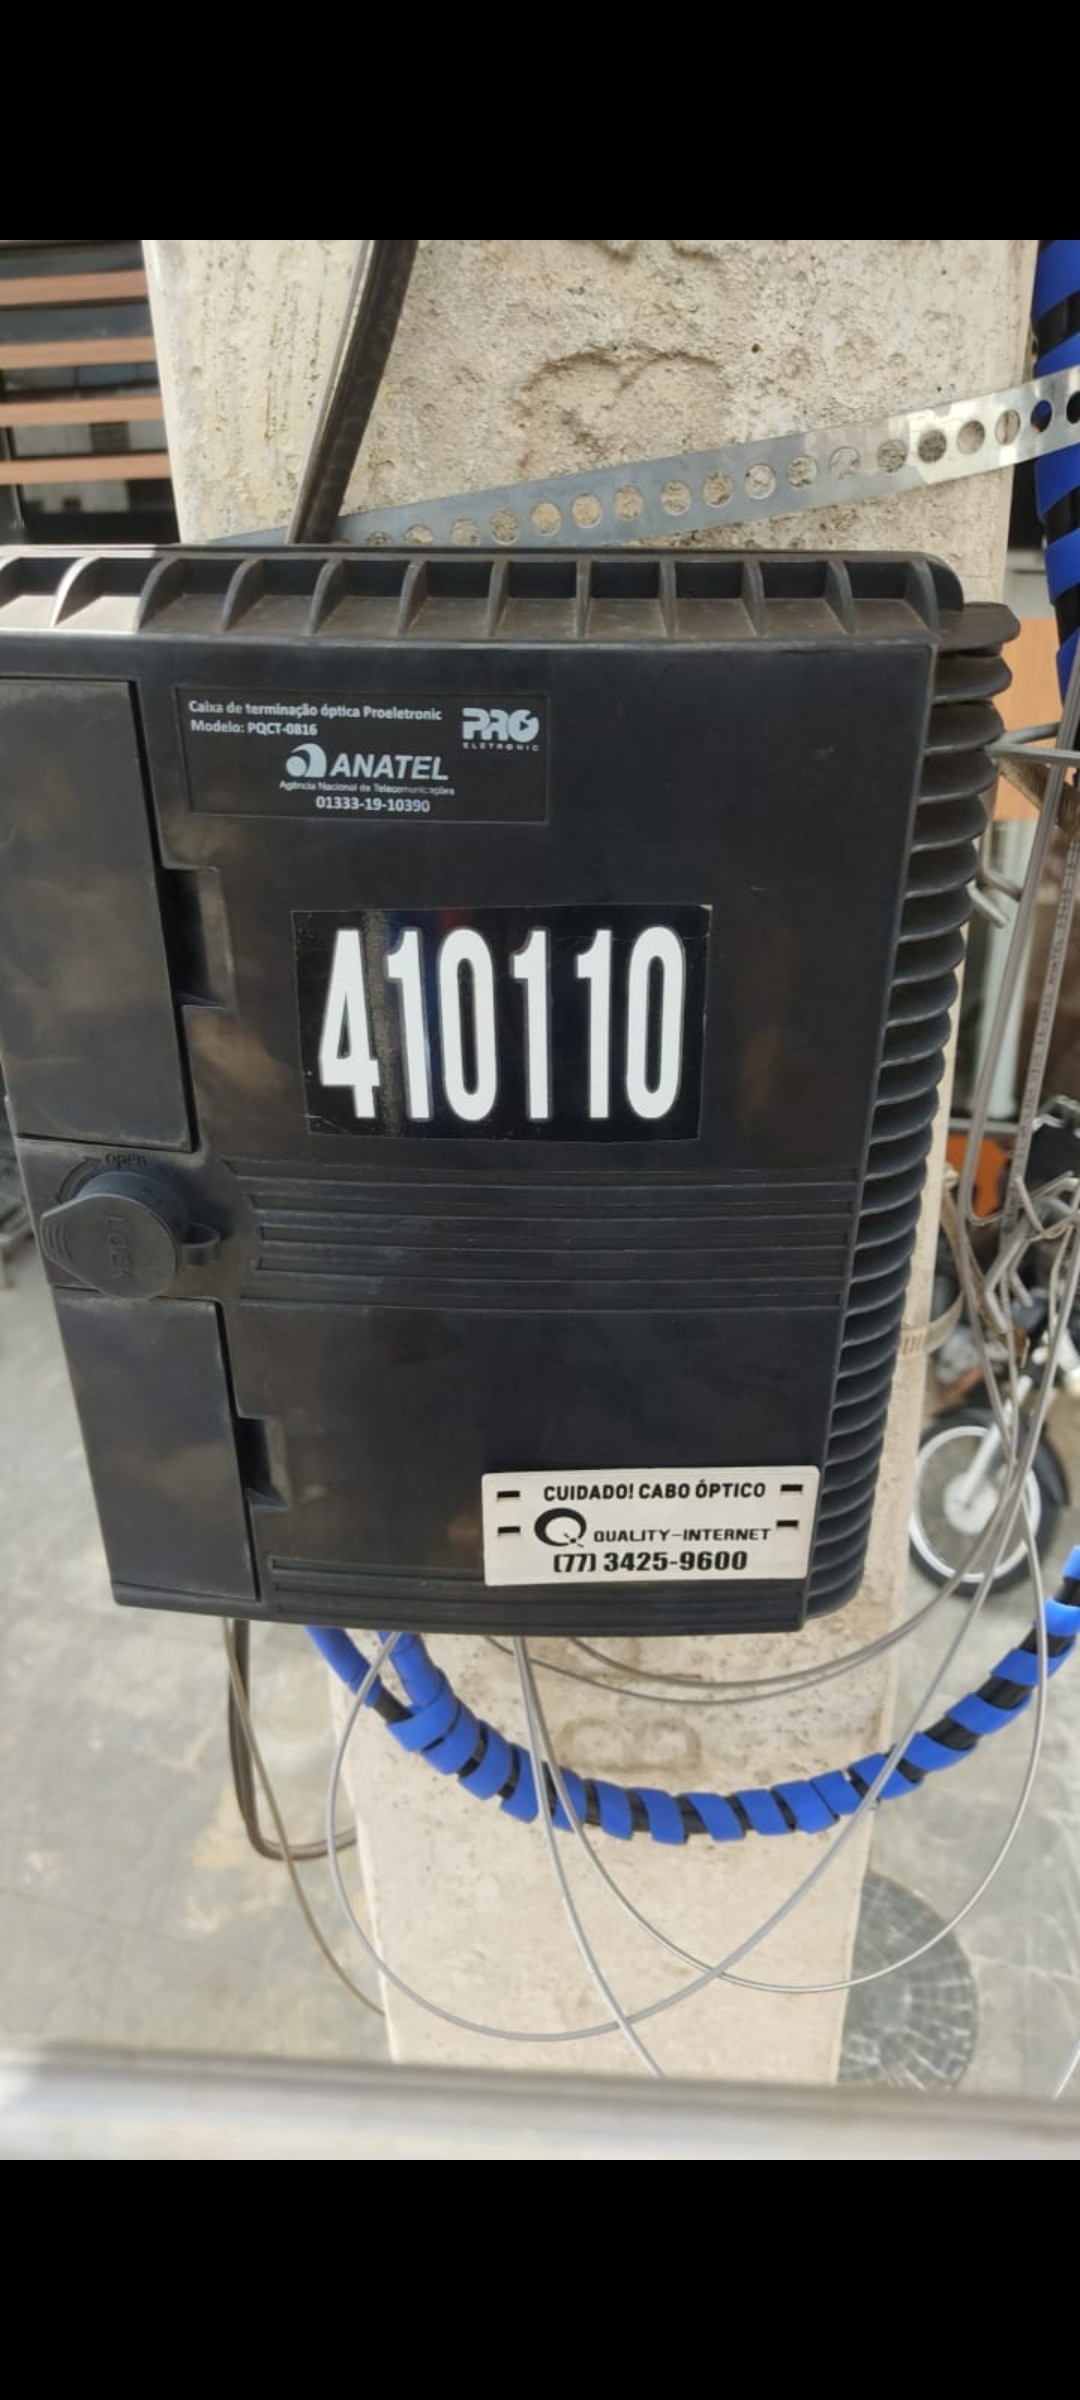 Caixa de terminação óptica Proeletronic
Modelo: PQCT-0816
PRO
ELETRONIC
ANATEL
Agência Nacional de Telecomunicações
01333-19-10390
410110
open
LOCK
CUIDADO! CABO ÓPTICO
QUALITY-INTERNET
(77) 3425-9600